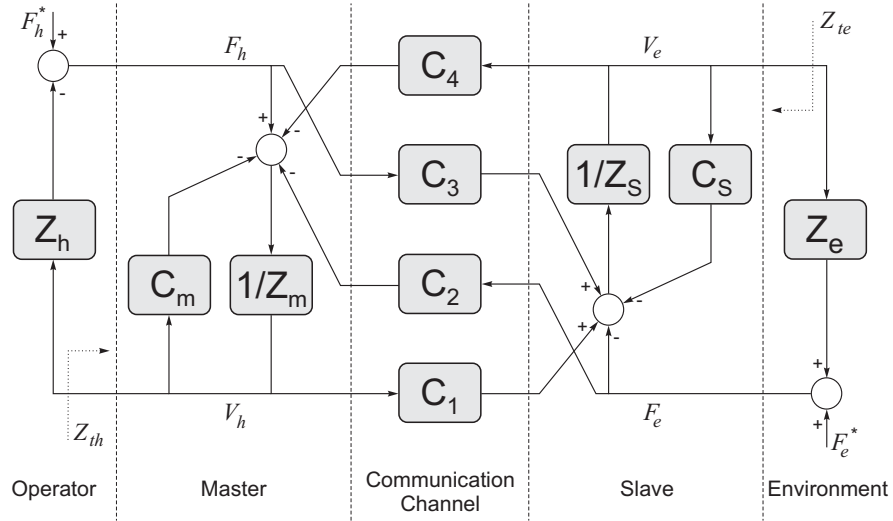 F_h^*
+
-
F_h
V_e
Z_te
C_4
+
-
-
-
C_3
1/Z_S
C_S
Z_h
Z_e
C_m
1/Z_m
C_2
+
+
-
-
C_1
V_h
F_e
+
+
F_e^*
Z_th
Operator
Master
Communication
Channel
Slave
Environment